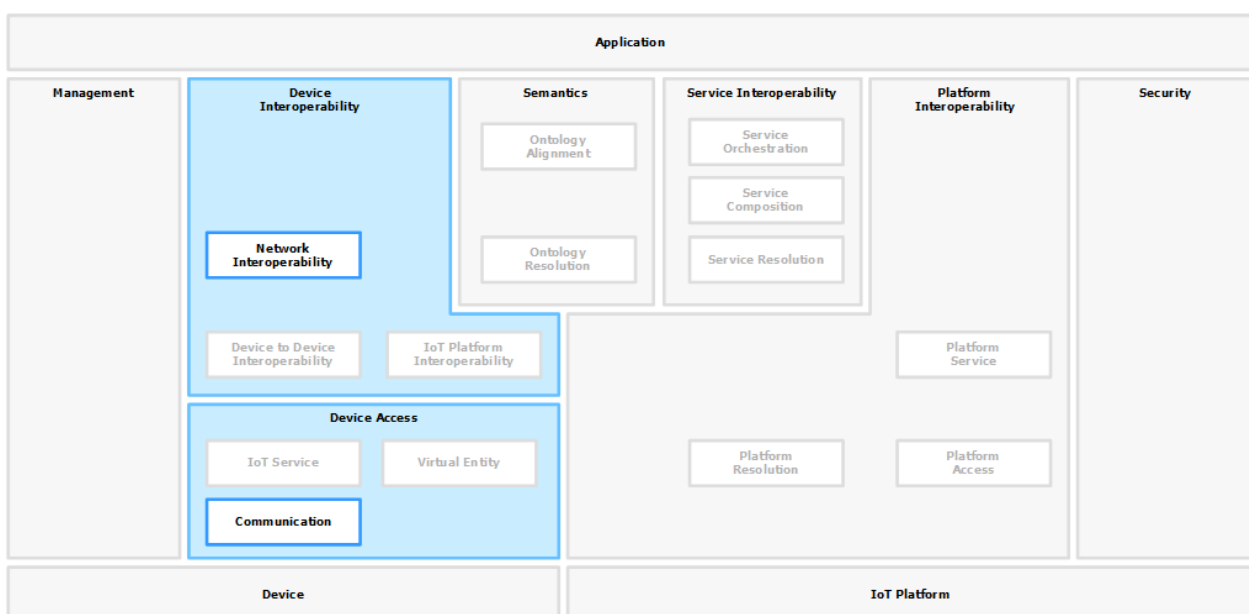 Application
Management
Device
Interoperability
Semantics
Service Interoperability
Platform
Interoperability
Security
Ontology
Alignment
Service
Orchestration
Service
Composition
Network
Interoperability
Ontology
Resolution
Service Resolution
Device to Device
Interoperability
IoT Platform
Interoperability
Platform
Service
Device Access
IoT Service
Virtual Entity
Platform
Resolution
Platform
Access
Communication
Device
IoT Platform